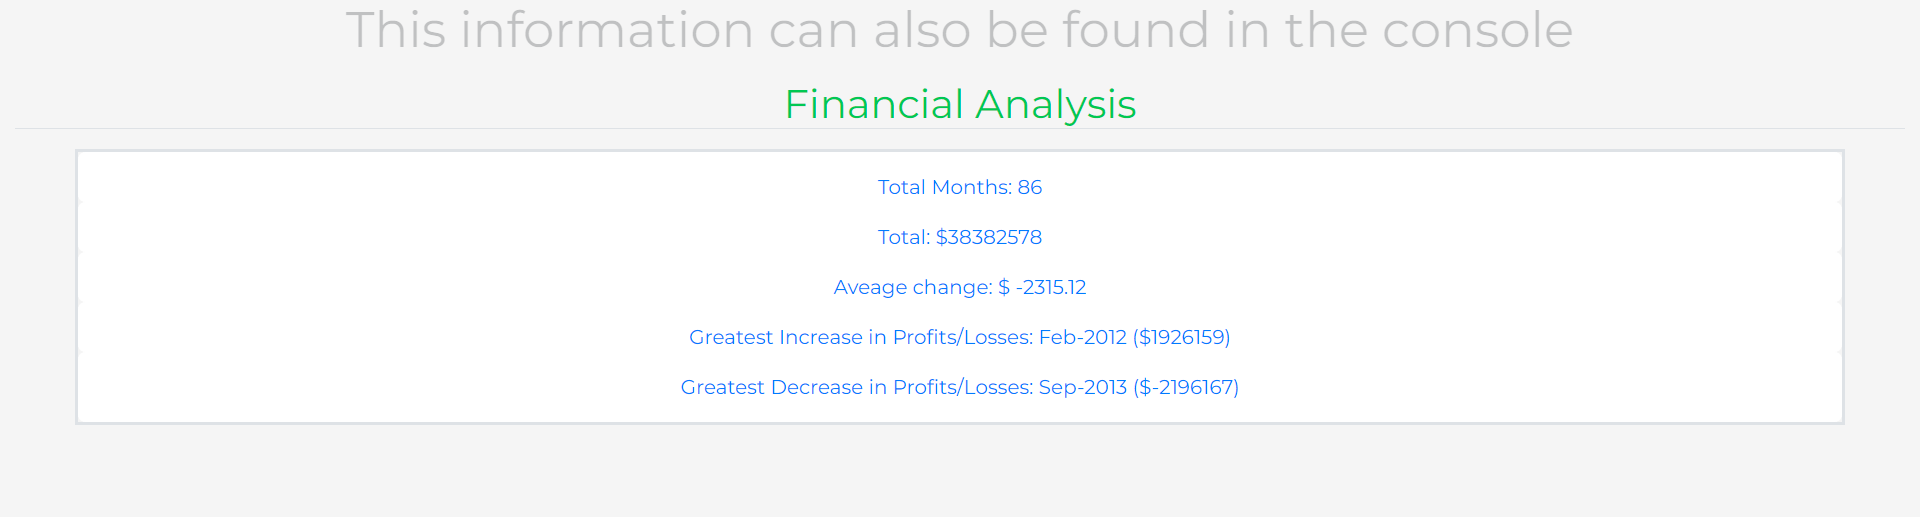 This information can also be found in the console
Financial Analysis
Total Months: 86
Total: $38382578
Aveage change: $ -2315.12
Greatest Increase in Profits/Losses: Feb-2012 ($1926159)
Greatest Decrease in Profits/Losses: Sep-2013 ($-2196167)